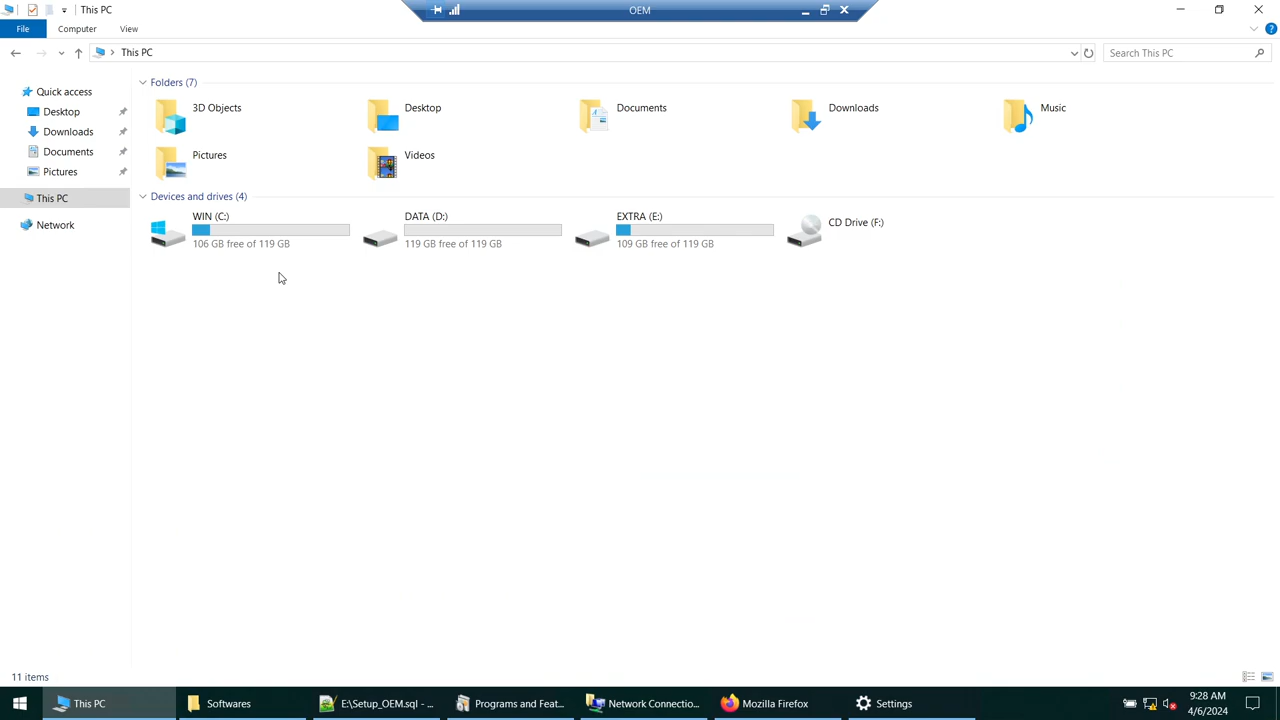 This PC
OEM
File
Computer
View
This PC
Search This PC
Quick access
Desktop
Downloads
Documents
Pictures
This PC
Network
Folders (7)
3D Objects
Desktop
Documents
Downloads
Music
Pictures
Videos
Devices and drives (4)
WIN (C:)
106 GB free of 119 GB
DATA (D:)
119 GB free of 119 GB
EXTRA (E:)
109 GB free of 119 GB
CD Drive (F:)
11 items
This PC
Softwares
E:\Setup_OEM.sql - ...
Programs and Feat...
Network Connectio...
Mozilla Firefox
Settings
9:28 AM
4/6/2024